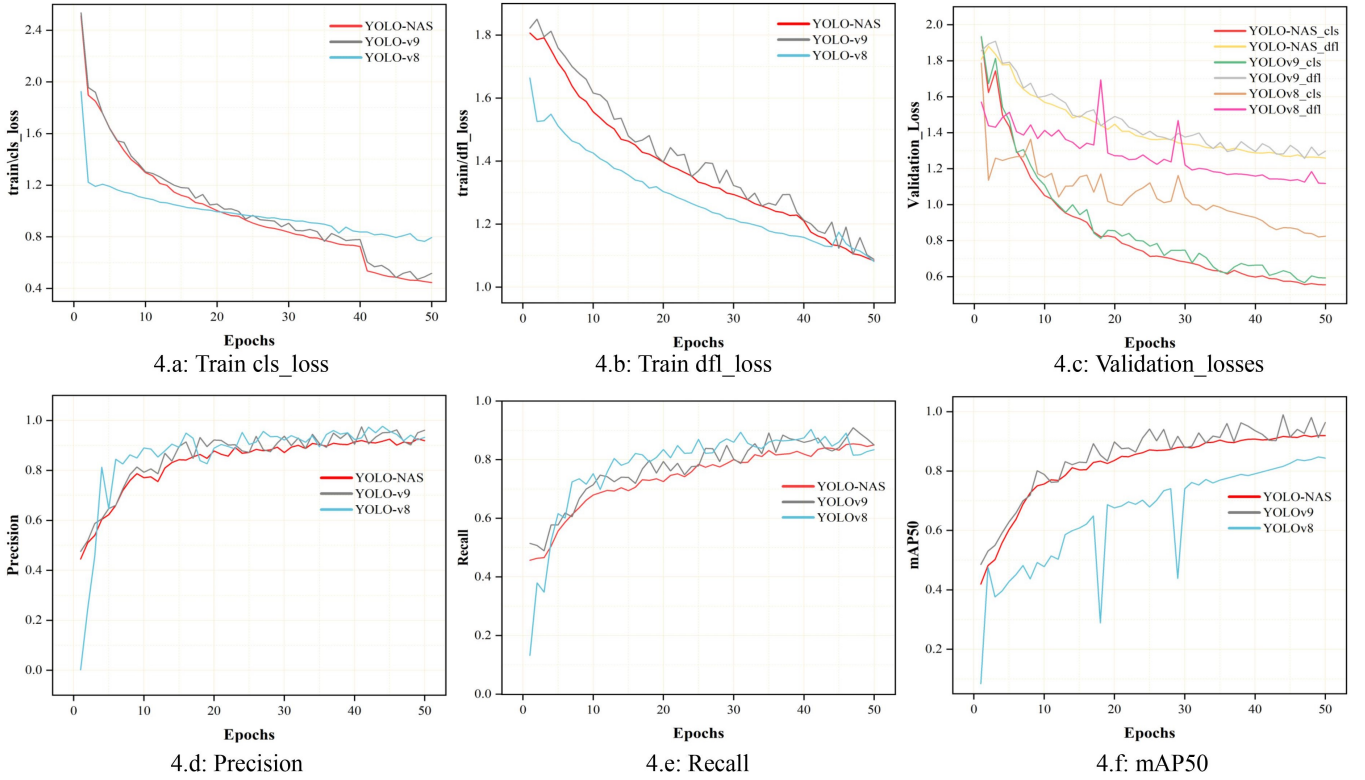 2.4
2.0
1.6
1.2
0.8
0.4
train\cls_loss
YOLO-NAS
YOLO-v9
YOLO-v8
0 10 20 30 40 50
Epochs
4.a: Train cls_loss
1.8
1.6
1.4
1.2
1.0
train/dfl_loss
YOLO-NAS
YOLO-v9
YOLO-v8
0 10 20 30 40 50
Epochs
4.b: Train dfl_loss
2.0
1.8
1.6
1.4
1.2
1.0
0.8
0.6
Validation_Loss
YOLO-NAS_cls
YOLO-NAS_dfl
YOLOv9_cls
YOLOv9_dfl
YOLOv8_cls
YOLOv8_dfl
0 10 20 30 40 50
Epochs
4.c: Validation_losses
1.0
0.8
0.6
0.4
0.2
0.0
Precision
YOLO-NAS
YOLO-v9
YOLO-v8
0 10 20 30 40 50
Epochs
4.d: Precision
1.0
0.8
0.6
0.4
0.2
0.0
Recall
YOLO-NAS
YOLOv9
YOLOv8
0 10 20 30 40 50
Epochs
4.e: Recall
1.0
0.8
0.6
0.4
0.2
mAP50
YOLO-NAS
YOLOv9
YOLOv8
0 10 20 30 40 50
Epochs
4.f: mAP50